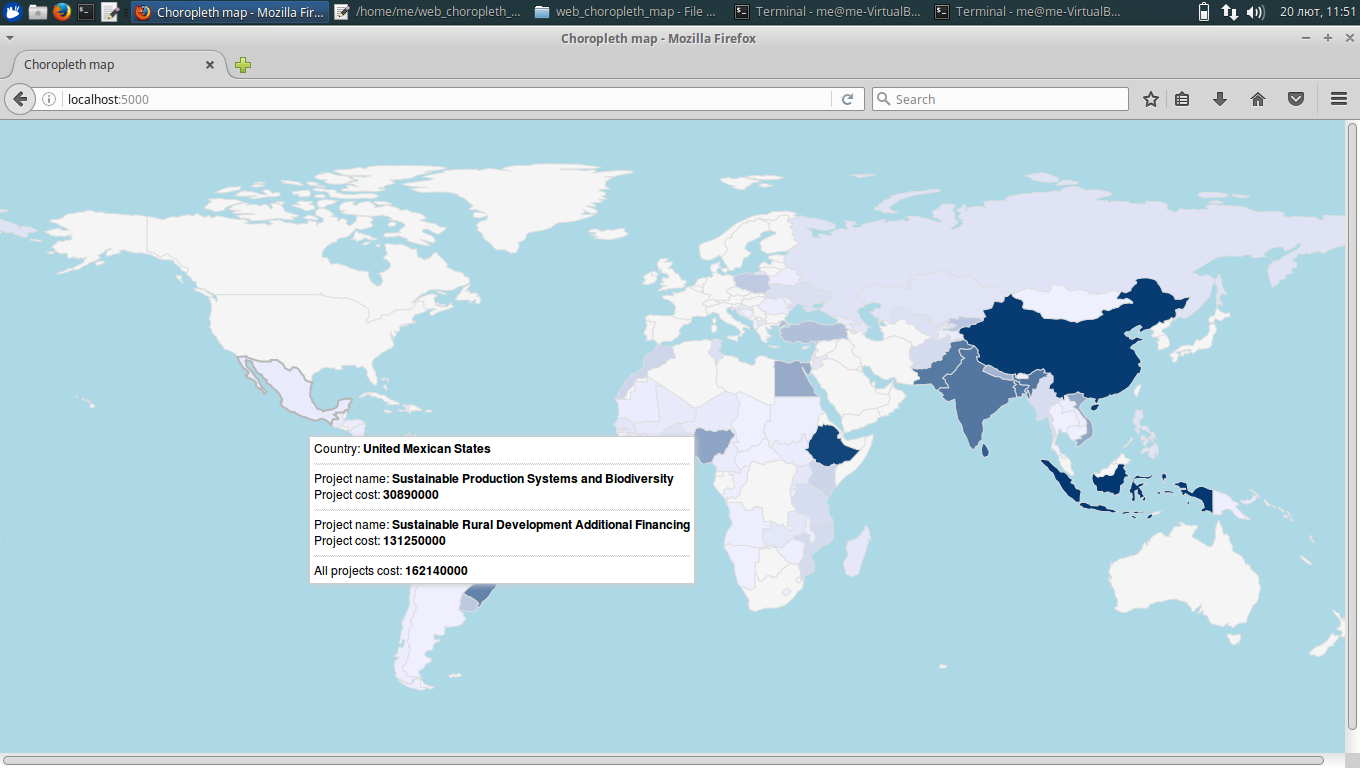 Choropleth map - Mozilla Fir...
/home/me/web_choropleth_...
web_choropleth_map - File ...
Terminal - me@me-VirtualB...
Terminal - me@me-VirtualB...
20 лют, 11:51
Choropleth map - Mozilla Firefox
Choropleth map
localhost:5000
Search
Country: United Mexican States
Project name: Sustainable Production Systems and Biodiversity
Project cost: 30890000
Project name: Sustainable Rural Development Additional Financing
Project cost: 131250000
All projects cost: 162140000